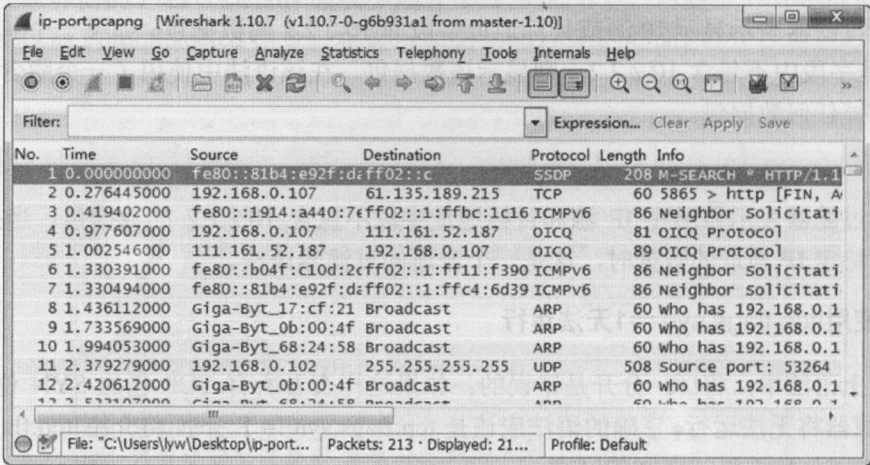 ip-port.pcapng [Wireshark 1.10.7 (v1.10.7-0-g6b931a1 from master-1.10)]
File Edit View Go Capture Analyze Statistics Telephony Tools Internals Help
Filter: Expression... Clear Apply Save
No. Time Source Destination Protocol Length Info
1 0.000000000 fe80::81b4:e92f:da ff02::c SSDP 208 M-SEARCH * HTTP/1.1
2 0.276445000 192.168.0.107 61.135.189.215 TCP 60 5865 > http [FIN, A
3 0.419402000 fe80::1914:a440:7e ff02::1:ffbc:1c16 ICMPv6 86 Neighbor Solicitati
4 0.977607000 192.168.0.107 111.161.52.187 OICQ 81 OICQ Protocol
5 1.002546000 111.161.52.187 192.168.0.107 OICQ 89 OICQ Protocol
6 1.330391000 fe80::b04f:c10d:2c ff02::1:ff11:f390 ICMPv6 86 Neighbor Solicitati
7 1.330494000 fe80::81b4:e92f:da ff02::1:ffc4:6d39 ICMPv6 86 Neighbor Solicitati
8 1.436112000 Giga-Byt_17:cf:21 Broadcast ARP 60 Who has 192.168.0.1
9 1.733569000 Giga-Byt_0b:00:4f Broadcast ARP 60 Who has 192.168.0.1
10 1.994053000 Giga-Byt_68:24:58 Broadcast ARP 60 Who has 192.168.0.1
11 2.379279000 192.168.0.102 255.255.255.255 UDP 508 Source port: 53264
12 2.420612000 Giga-Byt_0b:00:4f Broadcast ARP 60 Who has 192.168.0.1
File: "C:\Users\lyw\Desktop\ip-port... Packets: 213 · Displayed: 21... Profile: Default